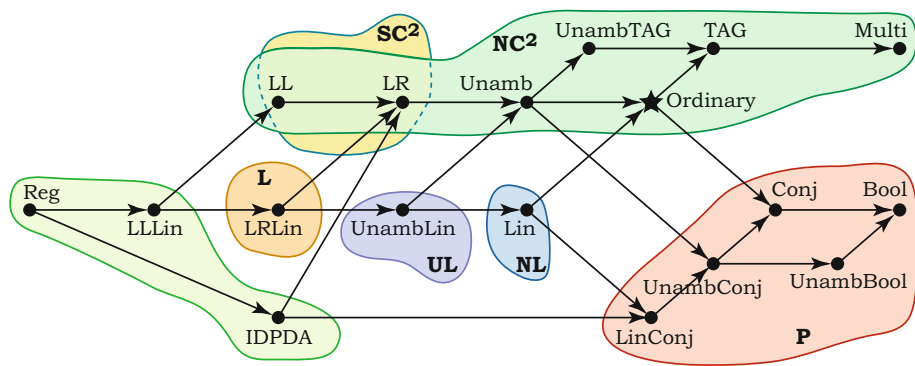 SC²
UnambTAG TAG Multi
NC²
LL LR Unamb Ordinary
L
Reg Conj Bool
LLLin LRLin UnambLin Lin
UL NL
UnambConj UnambBool
IDPDA LinConj P